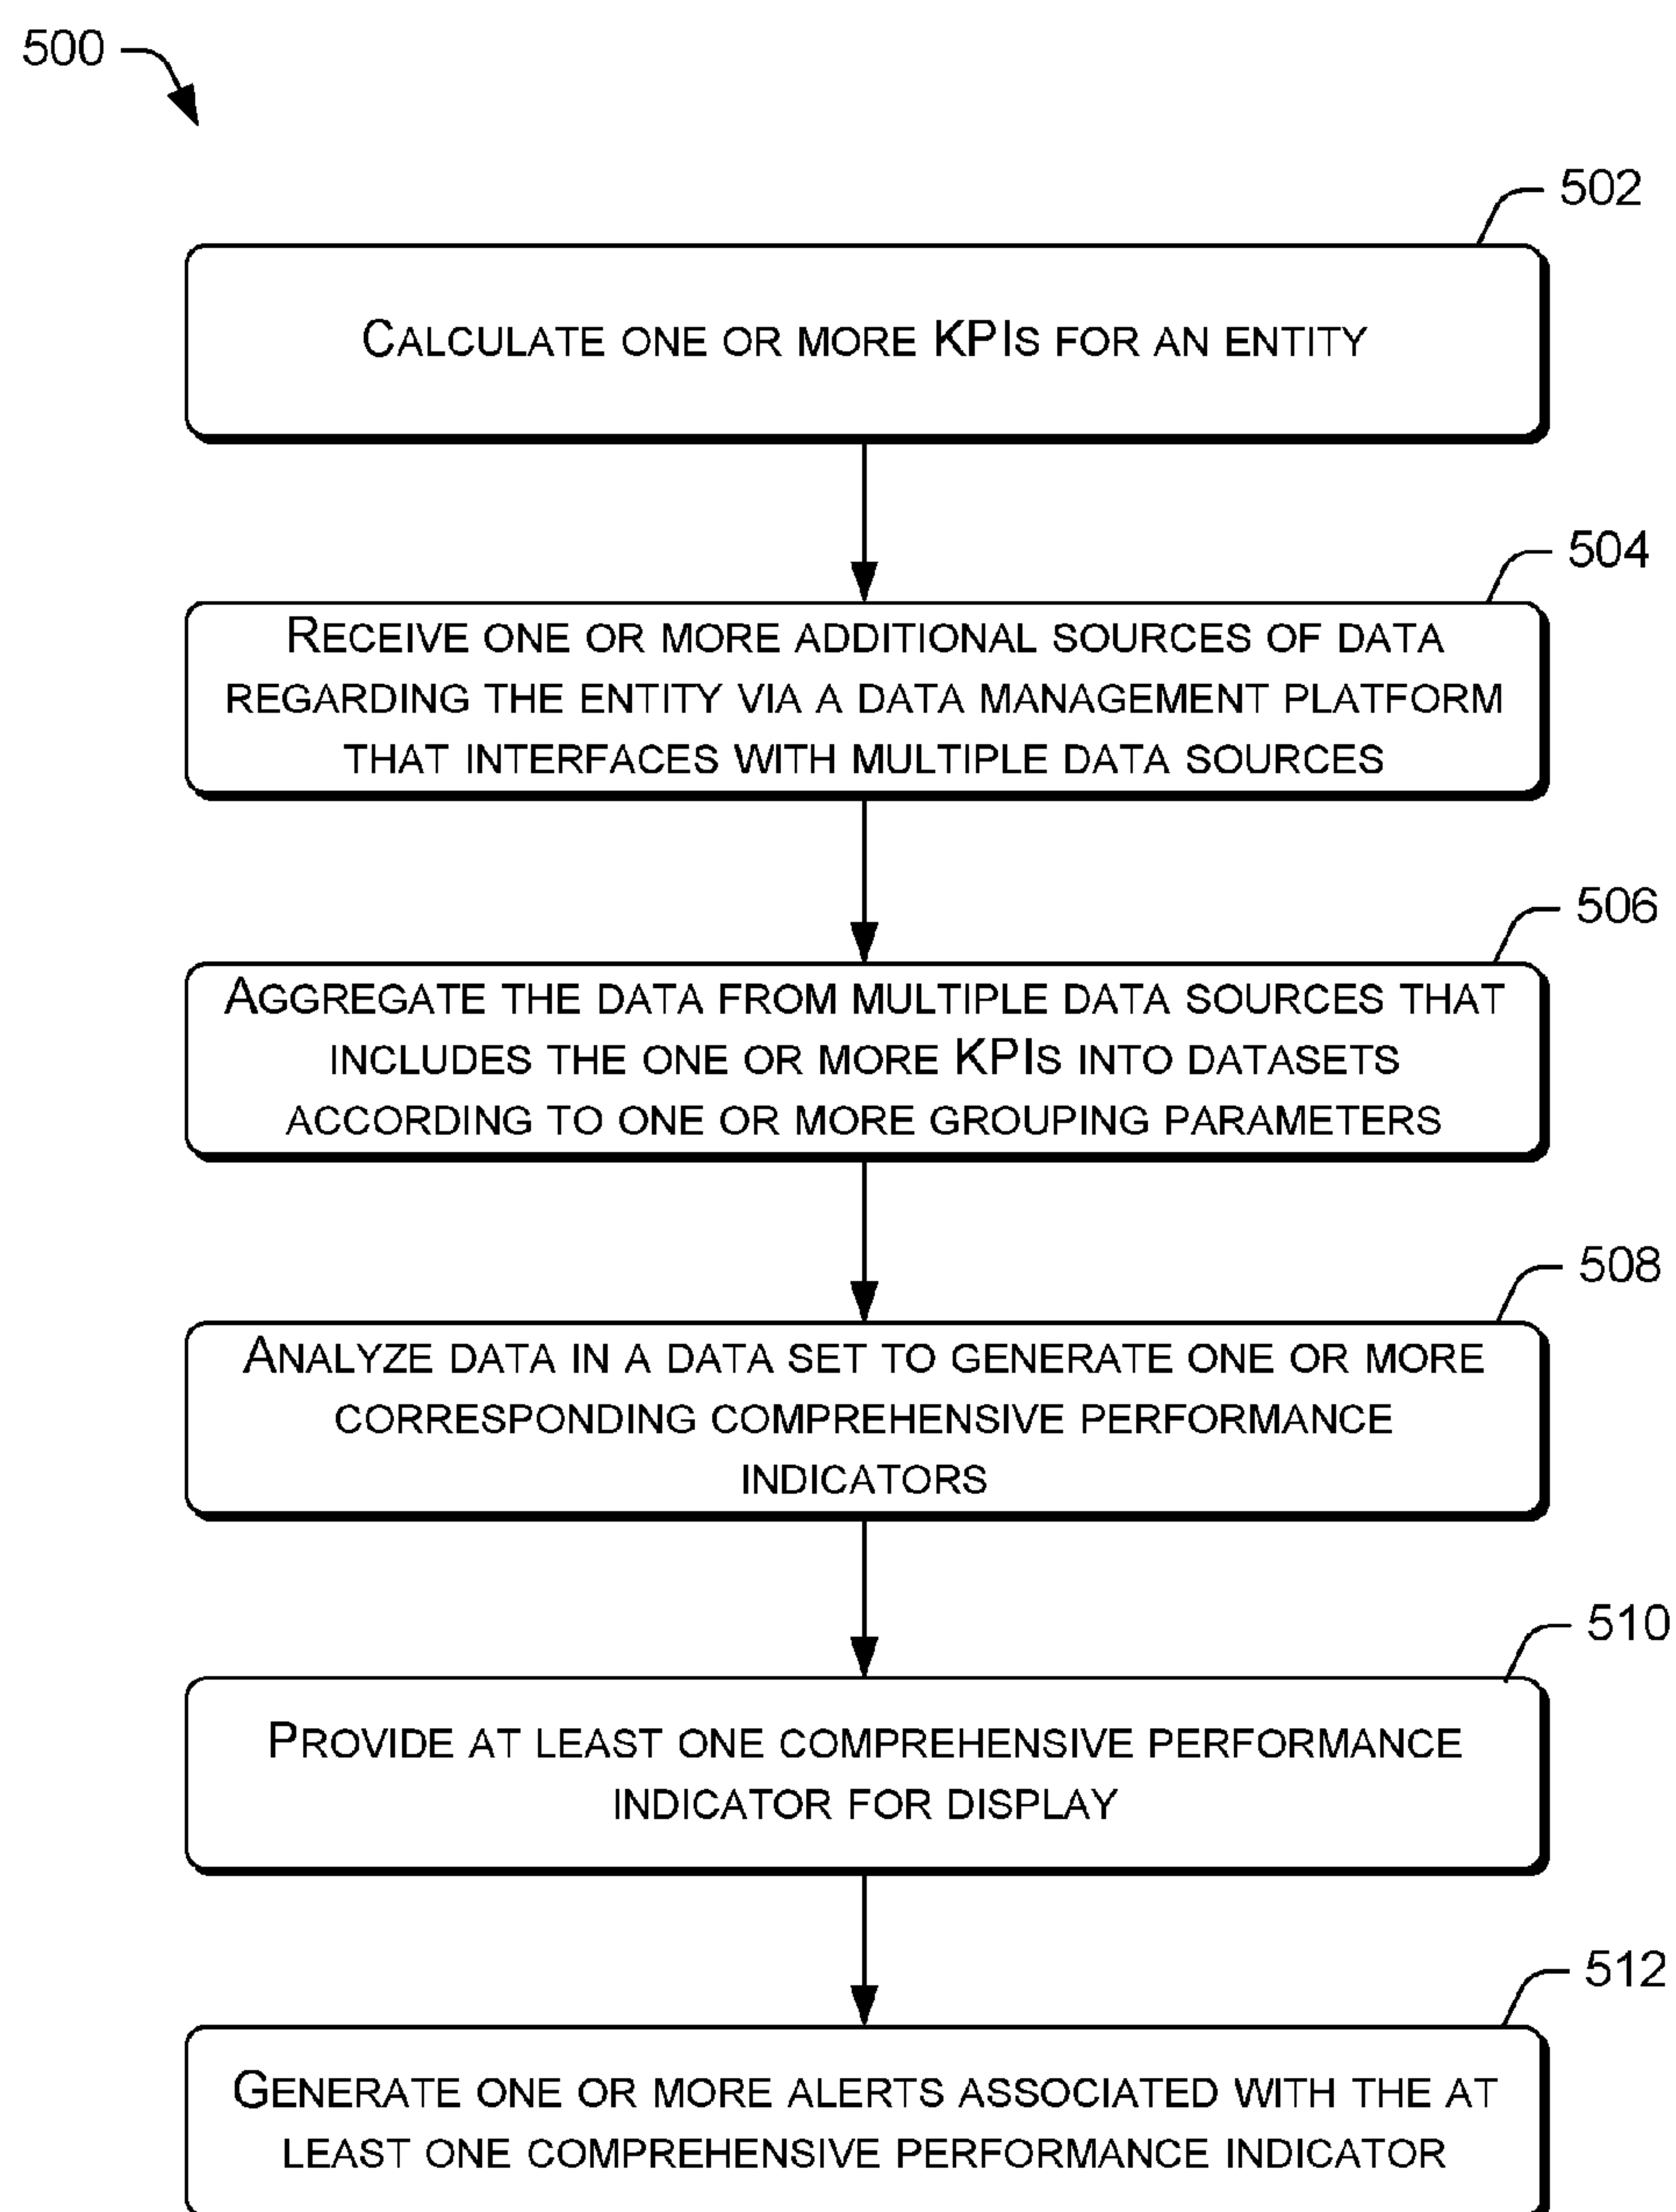 500
502
CALCULATE ONE OR MORE KPIS FOR AN ENTITY
504
RECEIVE ONE OR MORE ADDITIONAL SOURCES OF DATA
REGARDING THE ENTITY VIA A DATA MANAGEMENT PLATFORM
THAT INTERFACES WITH MULTIPLE DATA SOURCES
506
AGGREGATE THE DATA FROM MULTIPLE DATA SOURCES THAT
INCLUDES THE ONE OR MORE KPIS INTO DATASETS
ACCORDING TO ONE OR MORE GROUPING PARAMETERS
508
ANALYZE DATA IN A DATA SET TO GENERATE ONE OR MORE
CORRESPONDING COMPREHENSIVE PERFORMANCE
INDICATORS
510
PROVIDE AT LEAST ONE COMPREHENSIVE PERFORMANCE
INDICATOR FOR DISPLAY
512
GENERATE ONE OR MORE ALERTS ASSOCIATED WITH THE AT
LEAST ONE COMPREHENSIVE PERFORMANCE INDICATOR